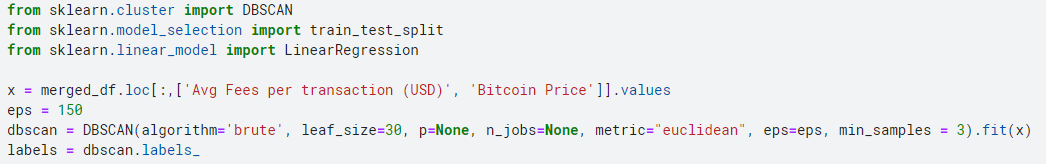 from sklearn.cluster import DBSCAN
from sklearn.model_selection import train_test_split
from sklearn.linear_model import LinearRegression
x = merged_df.loc[:,['Avg Fees per transaction (USD)', 'Bitcoin Price']].values
eps = 150
dbscan = DBSCAN(algorithm='brute', leaf_size=30, p=None, n_jobs=None, metric="euclidean", eps=eps, min_samples = 3).fit(x)
labels = dbscan.labels_